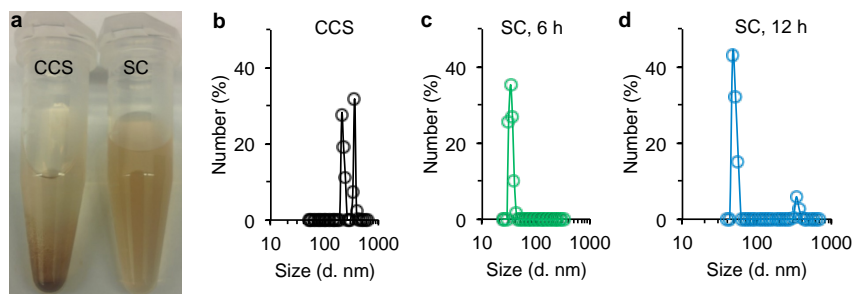 a
CCS SC
b CCS
Number (%)
40
20
0
10 100 1000
Size (d. nm)
c SC, 6 h
Number (%)
40
20
0
10 100 1000
Size (d. nm)
d SC, 12 h
Number (%)
40
20
0
10 100 1000
Size (d. nm)